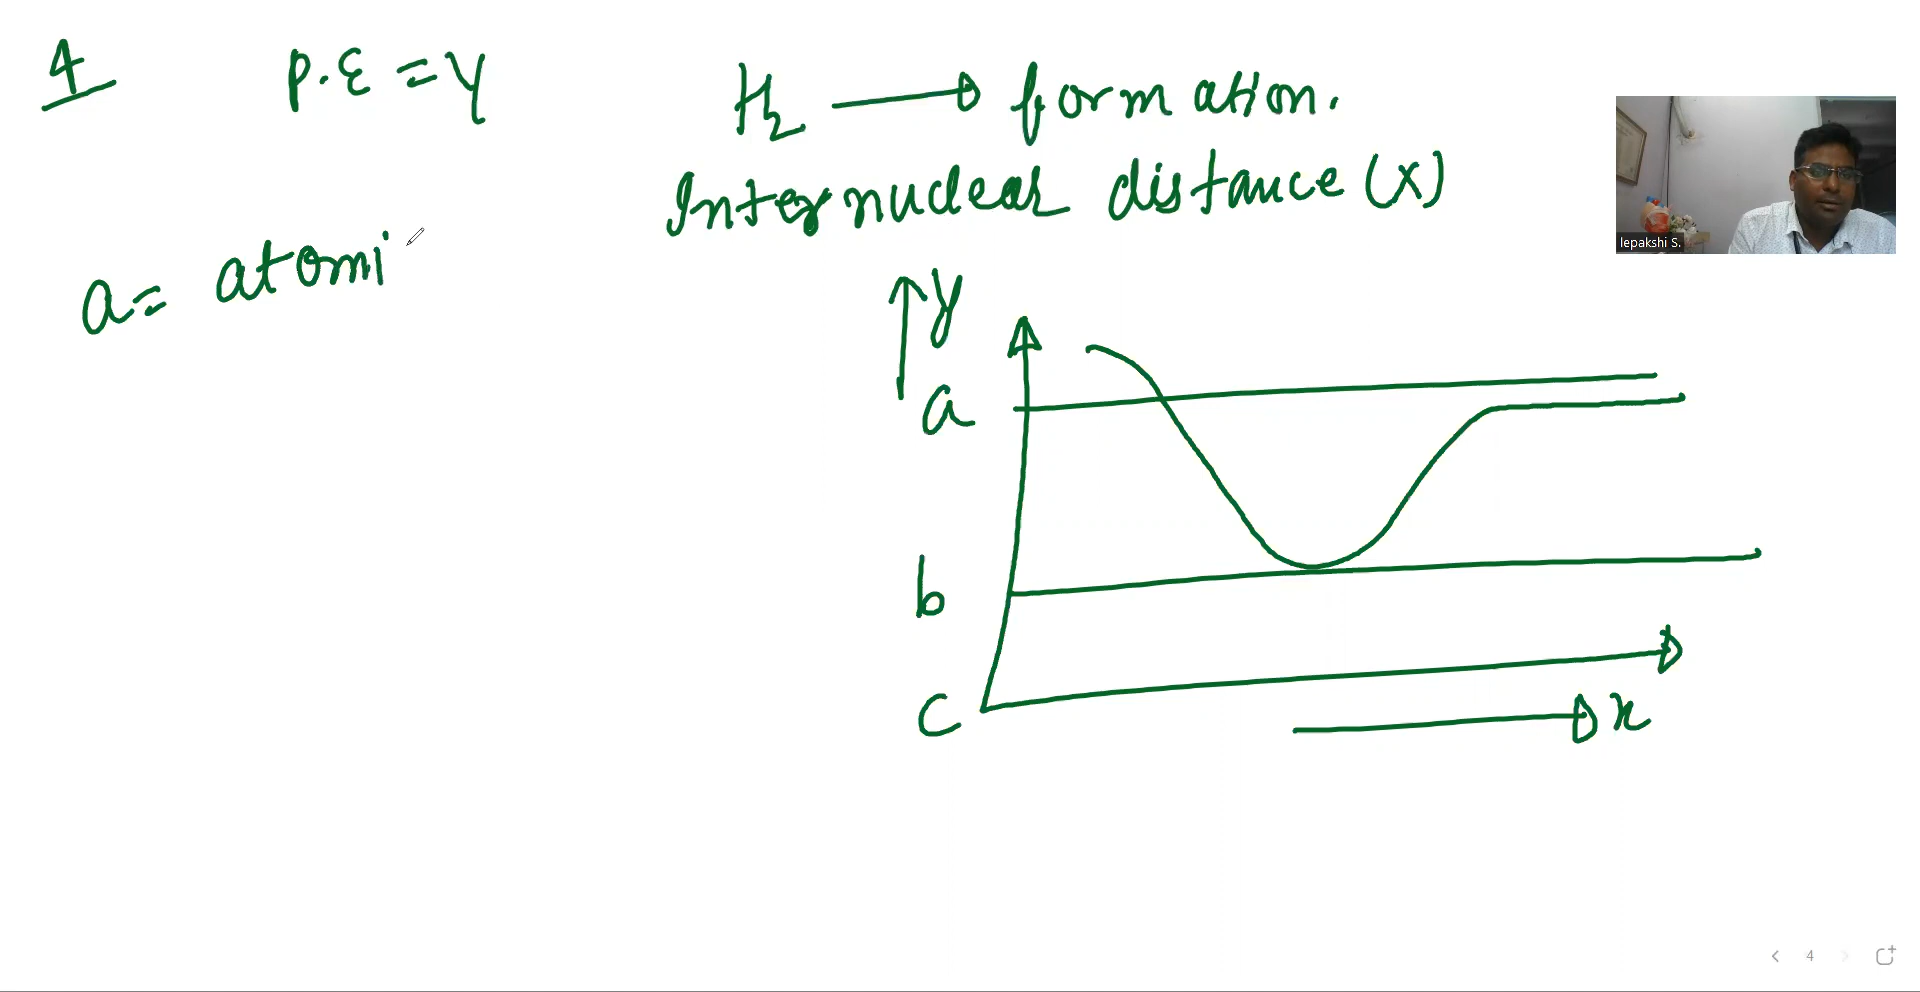 4
P.E = y
H2 → formation.
Internuclear distance (x)
a = atomi
y
a
b
c
x
lepakshi S.
4